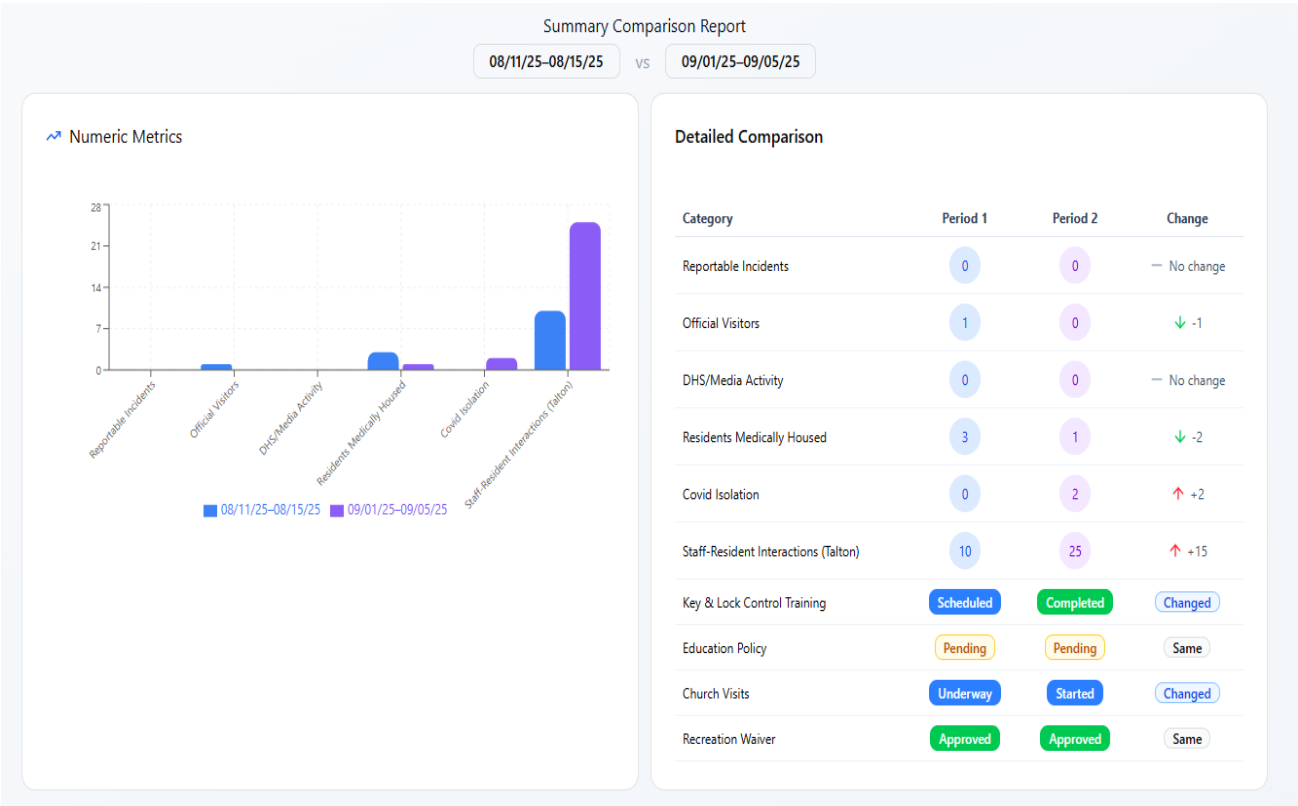 Summary Comparison Report
08/11/25–08/15/25 vs 09/01/25–09/05/25
Numeric Metrics
28
21
14
7
0
Reportable Incidents
Official Visitors
DHS/Media Activity
Residents Medically Housed
Covid Isolation
Staff-Resident Interactions (Talton)
08/11/25–08/15/25 09/01/25–09/05/25
Detailed Comparison
Category Period 1 Period 2 Change
Reportable Incidents 0 0 — No change
Official Visitors 1 0 ↓ -1
DHS/Media Activity 0 0 — No change
Residents Medically Housed 3 1 ↓ -2
Covid Isolation 0 2 ↑ +2
Staff-Resident Interactions (Talton) 10 25 ↑ +15
Key & Lock Control Training Scheduled Completed Changed
Education Policy Pending Pending Same
Church Visits Underway Started Changed
Recreation Waiver Approved Approved Same